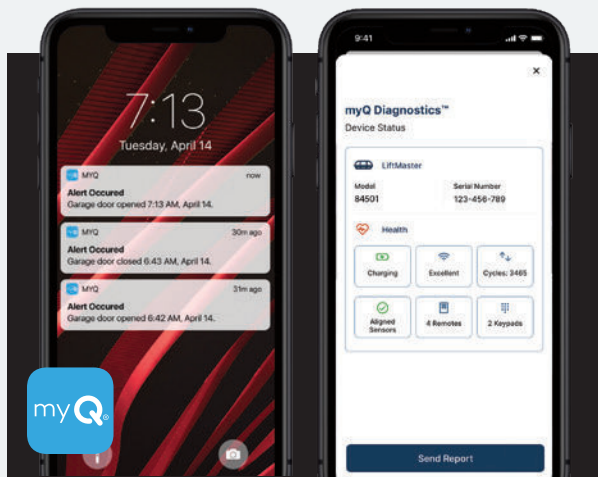 7:13
Tuesday, April 14
MYQ now
Alert Occured
Garage door opened 7:13 AM, April 14.
MYQ 30m ago
Alert Occured
Garage door closed 6:43 AM, April 14.
MYQ 31m ago
Alert Occured
Garage door opened 6:42 AM, April 14.
myQ®
9:41
myQ Diagnostics™
Device Status
LiftMaster
Model Serial Number
84501 123-456-789
Health
Charging Excellent Cycles: 3465
Aligned Sensors 4 Remotes 2 Keypads
Send Report